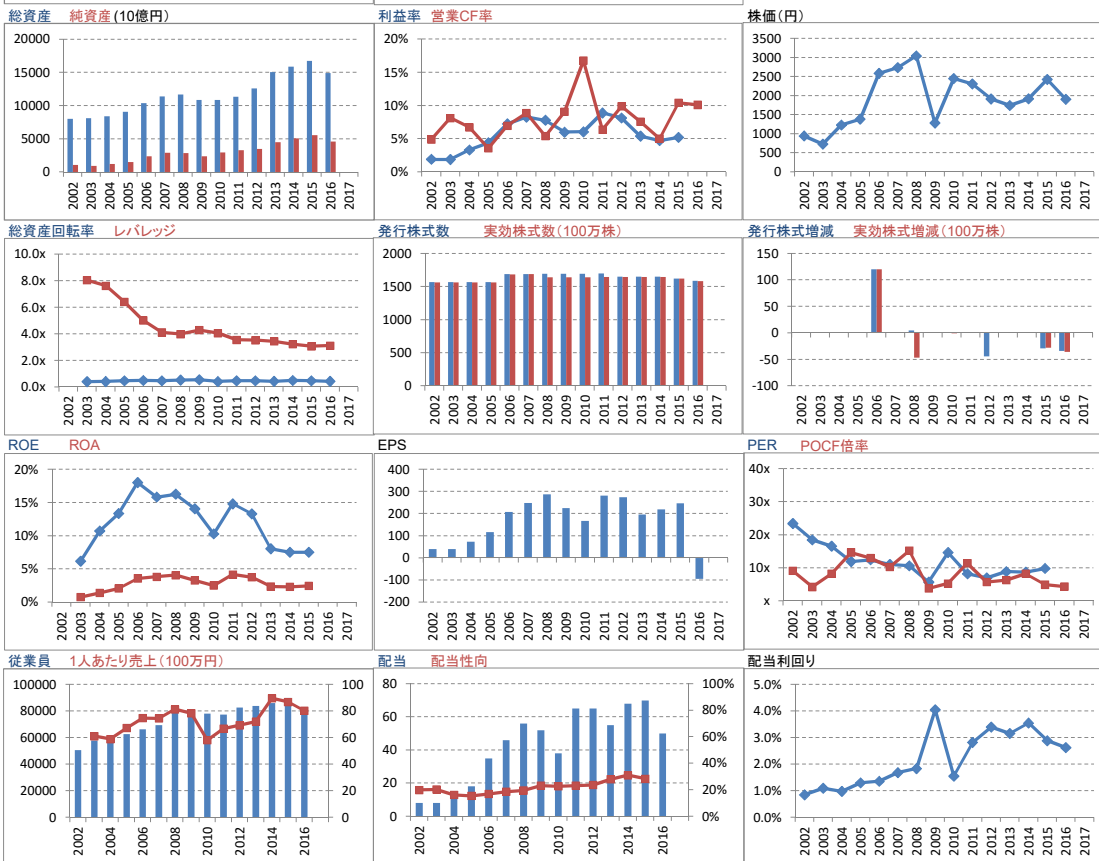 総資産 純資産(10億円)
20000
15000
10000
5000
0
2002 2003 2004 2005 2006 2007 2008 2009 2010 2011 2012 2013 2014 2015 2016 2017
利益率 営業CF率
20%
15%
10%
5%
0%
2002 2003 2004 2005 2006 2007 2008 2009 2010 2011 2012 2013 2014 2015 2016 2017
株価(円)
3500
3000
2500
2000
1500
1000
500
0
2002 2003 2004 2005 2006 2007 2008 2009 2010 2011 2012 2013 2014 2015 2016 2017
総資産回転率 レバレッジ
10.0x
8.0x
6.0x
4.0x
2.0x
0.0x
2002 2003 2004 2005 2006 2007 2008 2009 2010 2011 2012 2013 2014 2015 2016 2017
発行株式数 実効株式数(100万株)
2000
1500
1000
500
0
2002 2003 2004 2005 2006 2007 2008 2009 2010 2011 2012 2013 2014 2015 2016 2017
発行株式増減 実効株式増減(100万株)
150
100
50
0
-50
-100
2002 2003 2004 2005 2006 2007 2008 2009 2010 2011 2012 2013 2014 2015 2016 2017
ROE ROA
20%
15%
10%
5%
0%
2002 2003 2004 2005 2006 2007 2008 2009 2010 2011 2012 2013 2014 2015 2016 2017
EPS
400
300
200
100
0
-100
-200
2002 2003 2004 2005 2006 2007 2008 2009 2010 2011 2012 2013 2014 2015 2016 2017
PER POCF倍率
40x
30x
20x
10x
x
2002 2003 2004 2005 2006 2007 2008 2009 2010 2011 2012 2013 2014 2015 2016 2017
従業員 1人あたり売上(100万円)
100000 100
80000 80
60000 60
40000 40
20000 20
0 0
2002 2004 2006 2008 2010 2012 2014 2016
配当 配当性向
80 100%
60 80%
40 60%
20 40%
0 20%
0%
2002 2004 2006 2008 2010 2012 2014 2016
配当利回り
5.0%
4.0%
3.0%
2.0%
1.0%
0.0%
2002 2003 2004 2005 2006 2007 2008 2009 2010 2011 2012 2013 2014 2015 2016 2017